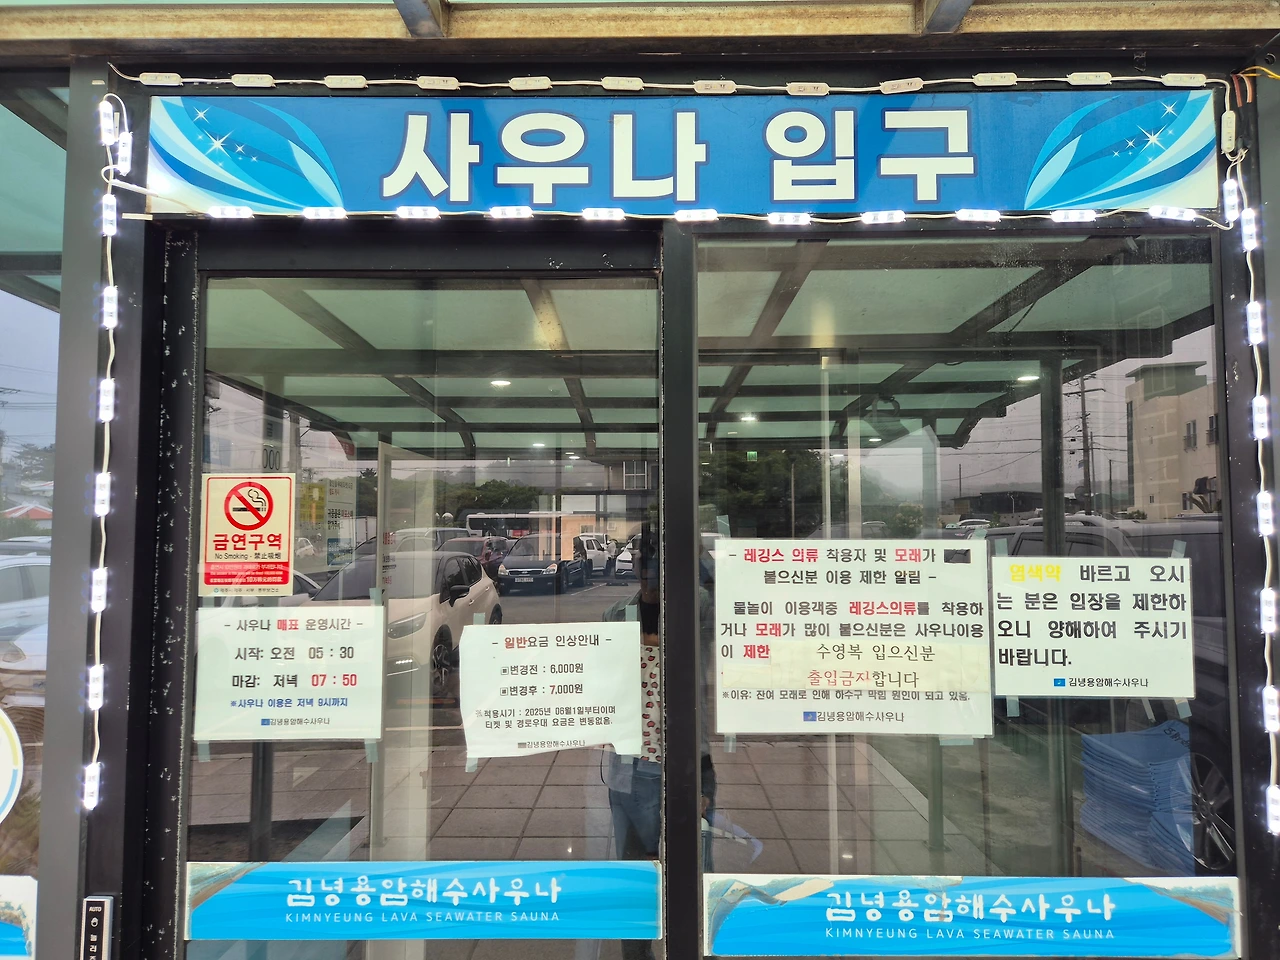 사우나 입구
금연구역
No Smoking · 禁止吸烟
- 사우나 매표 운영시간 -
시작: 오전 05 : 30
마감: 저녁 07 : 50
※사우나 이용은 저녁 9시까지
김녕용암해수사우나
- 일반요금 인상안내 -
▣변경전 : 6,000원
▣변경후 : 7,000원
※적용시기 : 2025년 06월1일부터이며
티켓 및 경로우대 요금은 변동없음.
김녕용암해수사우나
- 레깅스 의류 착용자 및 모래가
붙으신분 이용 제한 알림 -
물놀이 이용객중 레깅스의류를 착용하
거나 모래가 많이 붙으신분은 사우나이용
이 제한 수영복 입으신분
출입금지합니다
※이유: 잔여 모래로 인해 하수구 막힘 원인이 되고 있음.
김녕용암해수사우나
염색약 바르고 오시
는 분은 입장을 제한하
오니 양해하여 주시기
바랍니다.
김녕용암해수사우나
김녕용암해수사우나
KIMNYEUNG LAVA SEAWATER SAUNA
김녕용암해수사우나
KIMNYEUNG LAVA SEAWATER SAUNA
AUTO